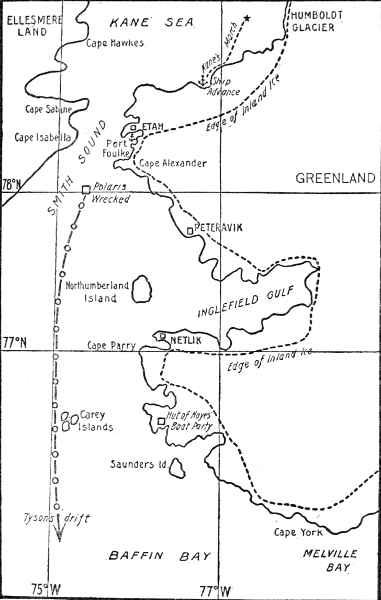 ELLESMERE
LAND
KANE SEA
HUMBOLDT
GLACIER
Cape Hawkes
Kane's March
Ship
Advance
Edge of Inland Ice
Cape Sabine
Cape Isabella
ETAH
Port
Foulke
SMITH SOUND
Cape Alexander
78°N
GREENLAND
Polaris
Wrecked
PETERAVIK
Northumberland
Island
INGLEFIELD GULF
NETLIK
77°N
Cape Parry
Edge of Inland Ice
Carey
Islands
Hut of Hayes'
Boat Party
Saunders Id.
Tyson's drift
Cape York
BAFFIN BAY
MELVILLE
BAY
75°W
77°W